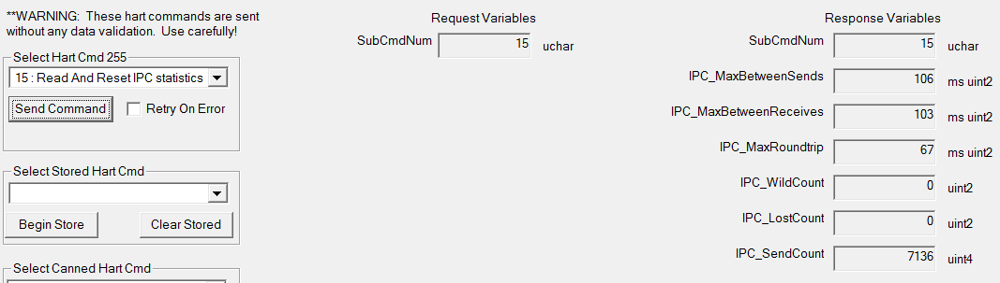 **WARNING:  These hart commands are sent
without any data validation.  Use carefully!
Select Hart Cmd 255
15 : Read And Reset IPC statistics
Send Command
Retry On Error
Select Stored Hart Cmd
Begin Store
Clear Stored
Select Canned Hart Cmd
Request Variables
SubCmdNum 15 uchar
Response Variables
SubCmdNum 15 uchar
IPC_MaxBetweenSends 106 ms uint2
IPC_MaxBetweenReceives 103 ms uint2
IPC_MaxRoundtrip 67 ms uint2
IPC_WildCount 0 uint2
IPC_LostCount 0 uint2
IPC_SendCount 7136 uint4